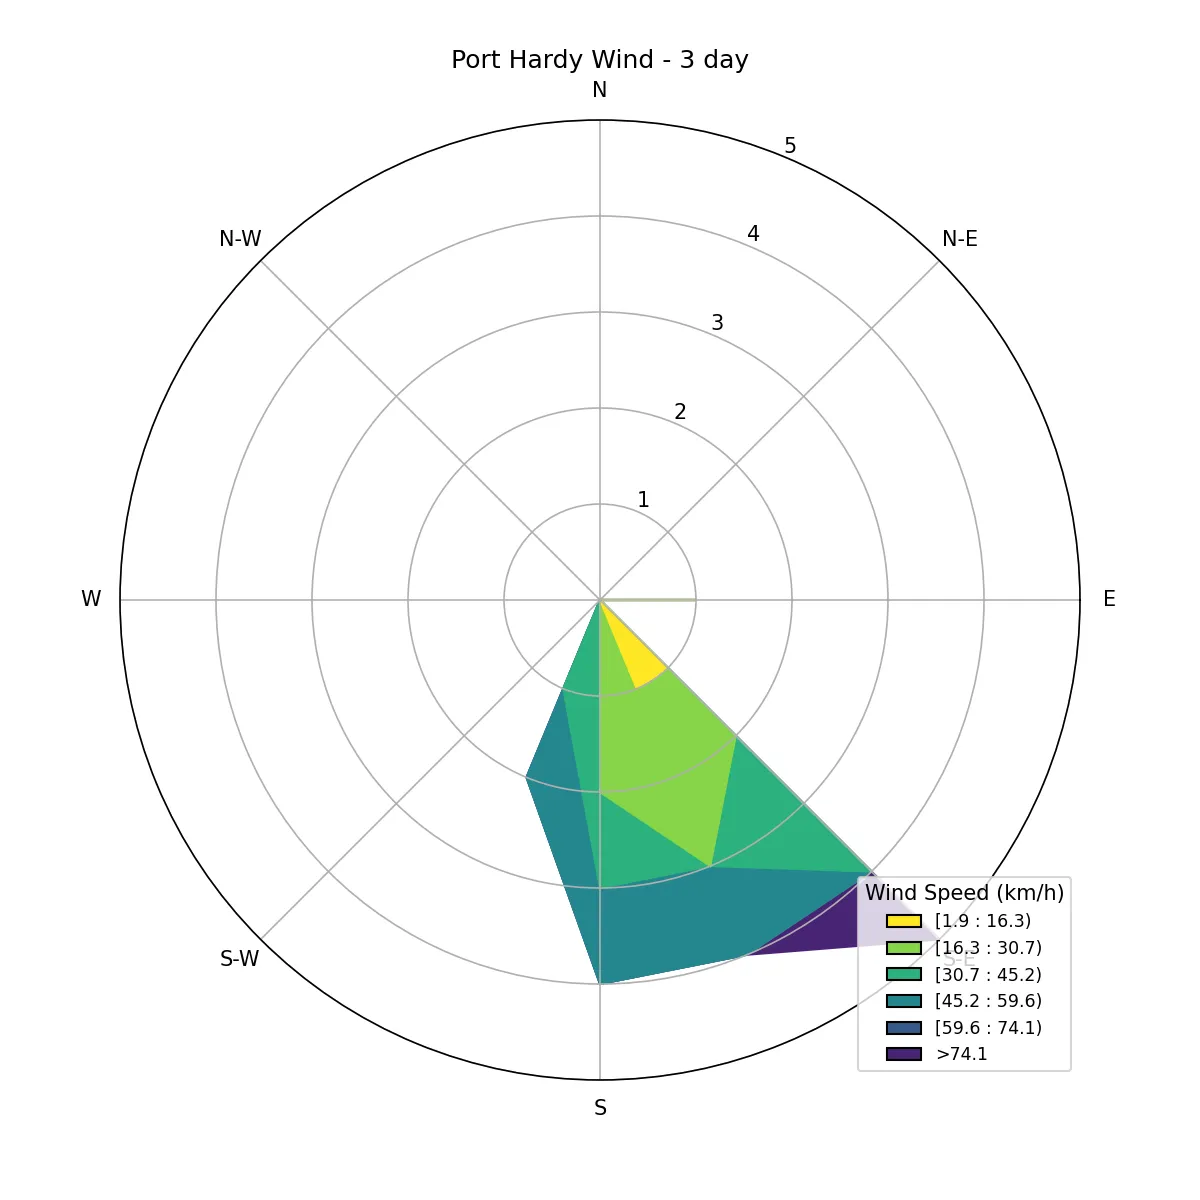 Port Hardy Wind - 3 day
N
5
N-W
N-E
4
3
2
1
W
E
Wind Speed (km/h)
[1.9 : 16.3)
[16.3 : 30.7)
S-W
S-E
[30.7 : 45.2)
[45.2 : 59.6)
[59.6 : 74.1)
>74.1
S